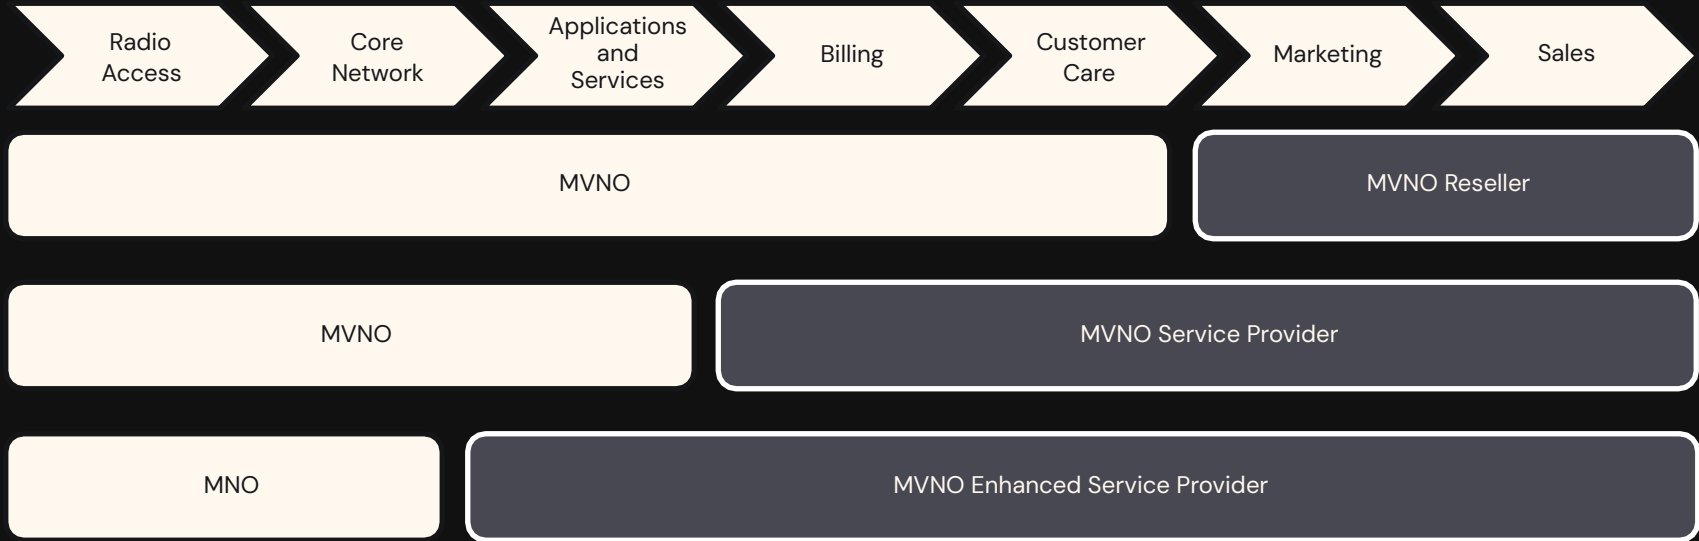 Radio
Access
Core
Network
Applications
and
Services
Billing
Customer
Care
Marketing
Sales
MVNO
MVNO Reseller
MVNO
MVNO Service Provider
MNO
MVNO Enhanced Service Provider